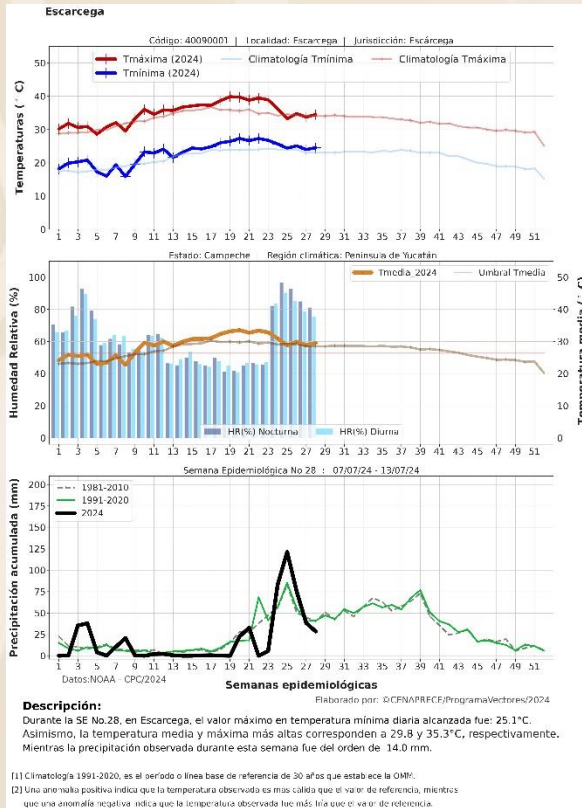 Escarcega
Código: 40090001 | Localidad: Escarcega | Jurisdicción: Escárcega
Tmáxima (2024)
Climatología Tmínima
Climatología Tmáxima
Tmínima (2024)
Temperaturas (° C)
50
40
30
20
10
0
1 3 5 7 9 11 13 15 17 19 21 23 25 27 29 31 33 35 37 39 41 43 45 47 49 51
Estado: Campeche Región climática: Península de Yucatán
Tmedia_2024
Umbral Tmedia
Humedad Relativa (%)
100
80
60
40
20
0
50
40
30
20
10
0
Temperatura media (° C)
HR(%) Nocturna
HR(%) Diurna
1 3 5 7 9 11 13 15 17 19 21 23 25 27 29 31 33 35 37 39 41 43 45 47 49 51
Semana Epidemiológica No 28 : 07/07/24 - 13/07/24
1981-2010
1991-2020
2024
Precipitación acumulada (mm)
200
175
150
125
100
75
50
25
0
1 3 5 7 9 11 13 15 17 19 21 23 25 27 29 31 33 35 37 39 41 43 45 47 49 51
Datos:NOAA - CPC/2024
Semanas epidemiológicas
Elaborado por: ©CENAPRECE/ProgramaVectores/2024
Descripción:
Durante la SE No.28, en Escarcega, el valor máximo en temperatura mínima diaria alcanzada fue: 25.1°C.
Asimismo, la temperatura media y máxima más altas corresponden a 29.8 y 35.3°C, respectivamente.
Mientras la precipitación observada durante esta semana fue del orden de 14.0 mm.
[1] Climatología 1991-2020, es el período o línea base de referencia de 30 años que establece la OMM.
[2] Una anomalía positiva indica que la temperatura observada es más cálida que el valor de referencia, mientras
que una anomalía negativa indica que la temperatura observada fue más fría que el valor de referencia.